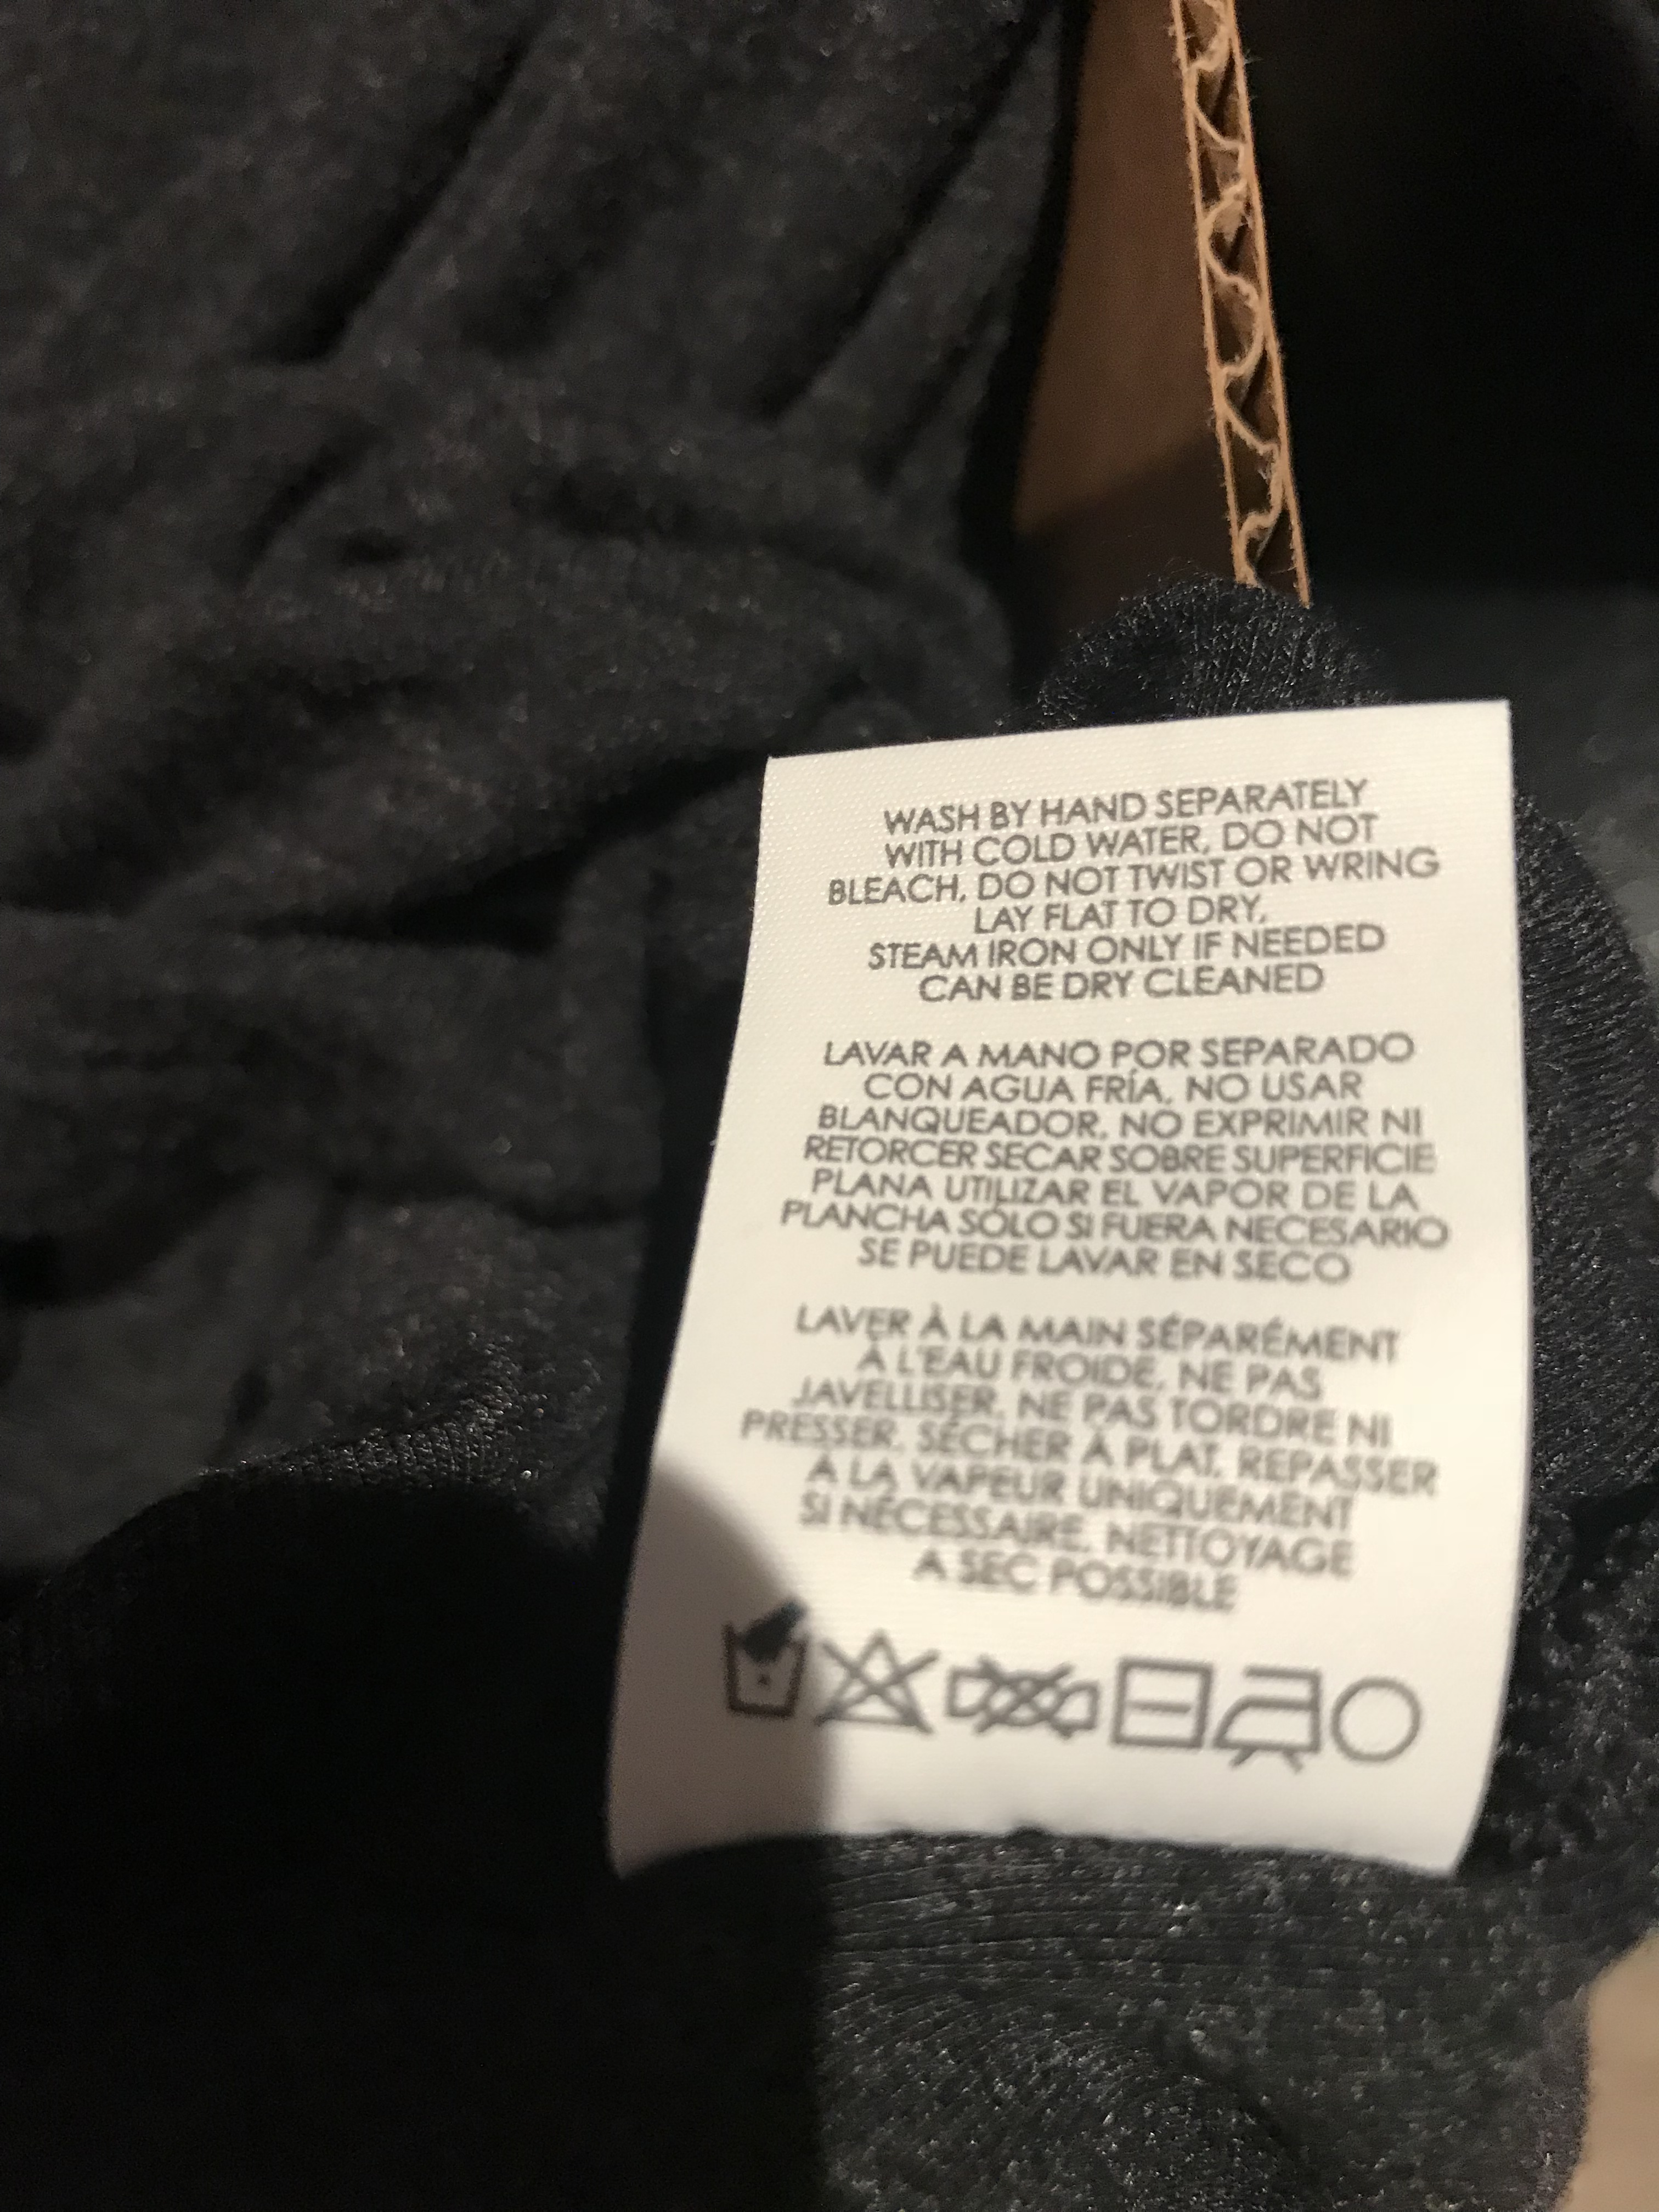 WASH BY HAND SEPARATELY
WITH COLD WATER, DO NOT
BLEACH, DO NOT TWIST OR WRING
LAY FLAT TO DRY,
STEAM IRON ONLY IF NEEDED
CAN BE DRY CLEANED
LAVAR A MANO POR SEPARADO
CON AGUA FRÍA, NO USAR
BLANQUEADOR, NO EXPRIMIR NI
RETORCER SECAR SOBRE SUPERFICIE
PLANA UTILIZAR EL VAPOR DE LA
PLANCHA SÓLO SI FUERA NECESARIO
SE PUEDE LAVAR EN SECO
LAVER À LA MAIN SÉPARÉMENT
À L'EAU FROIDE, NE PAS
JAVELLISER, NE PAS TORDRE NI
PRESSER, SÉCHER À PLAT, REPASSER
À LA VAPEUR UNIQUEMENT
SI NÉCESSAIRE, NETTOYAGE
A SEC POSSIBLE